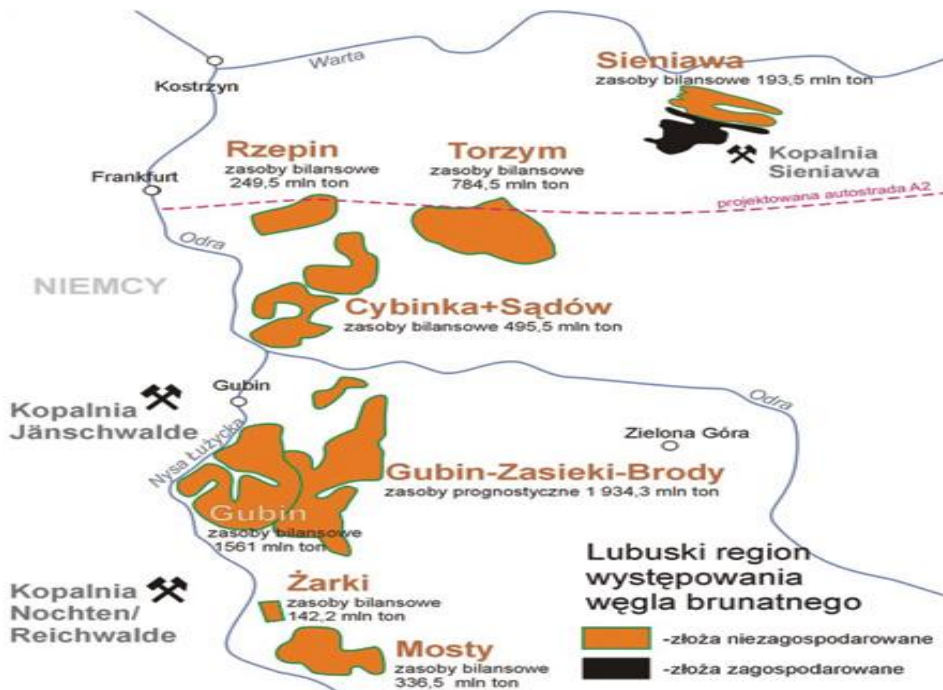 Warta
Kostrzyn
Sieniawa
zasoby bilansowe 193,5 mln ton
Kopalnia
Sieniawa
Rzepin
zasoby bilansowe
249,5 mln ton
Torzym
zasoby bilansowe
784,5 mln ton
Frankfurt
projektowana autostrada A2
Odra
NIEMCY
Cybinka+Sądów
zasoby bilansowe 495,5 mln ton
Gubin
Kopalnia
Jänschwalde
Nysa Łużycka
Odra
Zielona Góra
Gubin-Zasieki-Brody
zasoby prognostyczne 1 934,3 mln ton
Gubin
zasoby bilansowe
1561 mln ton
Kopalnia
Nochten/
Reichwalde
Żarki
zasoby bilansowe
142,2 mln ton
Mosty
zasoby bilansowe
336,5 mln ton
Lubuski region
występowania
węgla brunatnego
-złoża niezagospodarowane
-złoża zagospodarowane